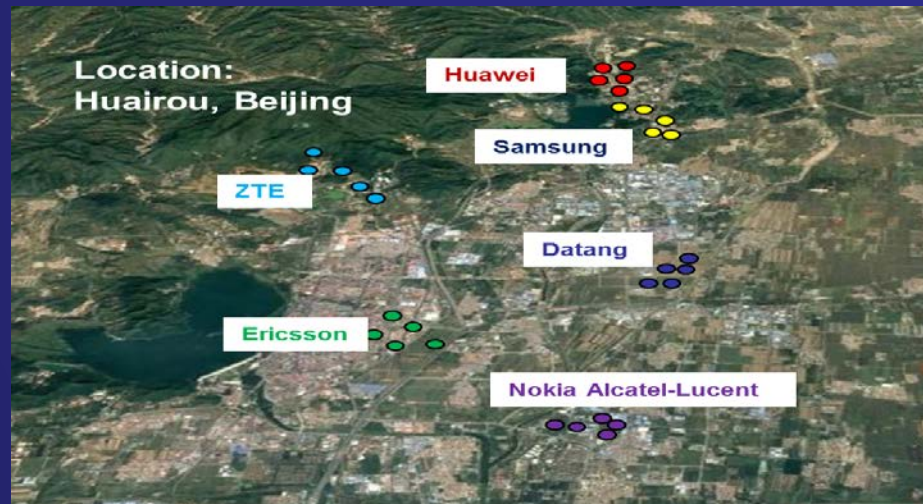 Location:
Huairou, Beijing
Huawei
Samsung
ZTE
Datang
Ericsson
Nokia Alcatel-Lucent